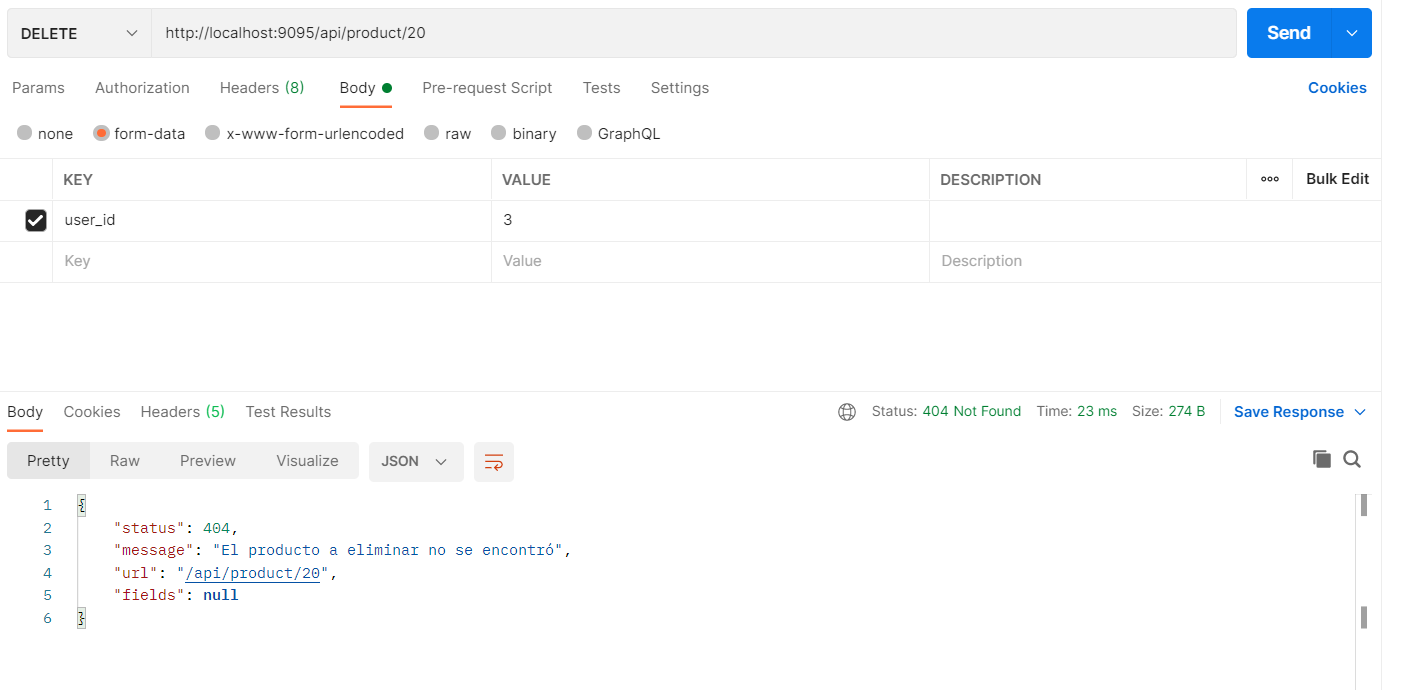 DELETE http://localhost:9095/api/product/20 Send
Params Authorization Headers (8) Body Pre-request Script Tests Settings Cookies
none form-data x-www-form-urlencoded raw binary GraphQL
KEY VALUE DESCRIPTION ooo Bulk Edit
user_id 3
Key Value Description
Body Cookies Headers (5) Test Results Status: 404 Not Found Time: 23 ms Size: 274 B Save Response
Pretty Raw Preview Visualize JSON
1 {
2 "status": 404,
3 "message": "El producto a eliminar no se encontró",
4 "url": "/api/product/20",
5 "fields": null
6 }